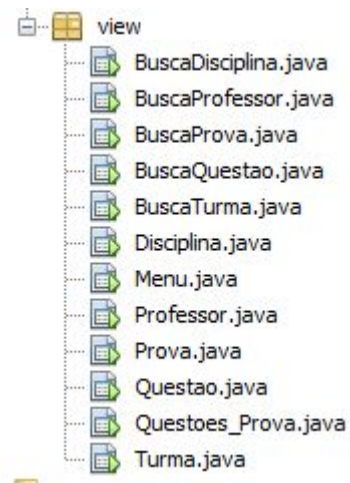 view
BuscaDisciplina.java
BuscaProfessor.java
BuscaProva.java
BuscaQuestao.java
BuscaTurma.java
Disciplina.java
Menu.java
Professor.java
Prova.java
Questao.java
Questoes_Prova.java
Turma.java